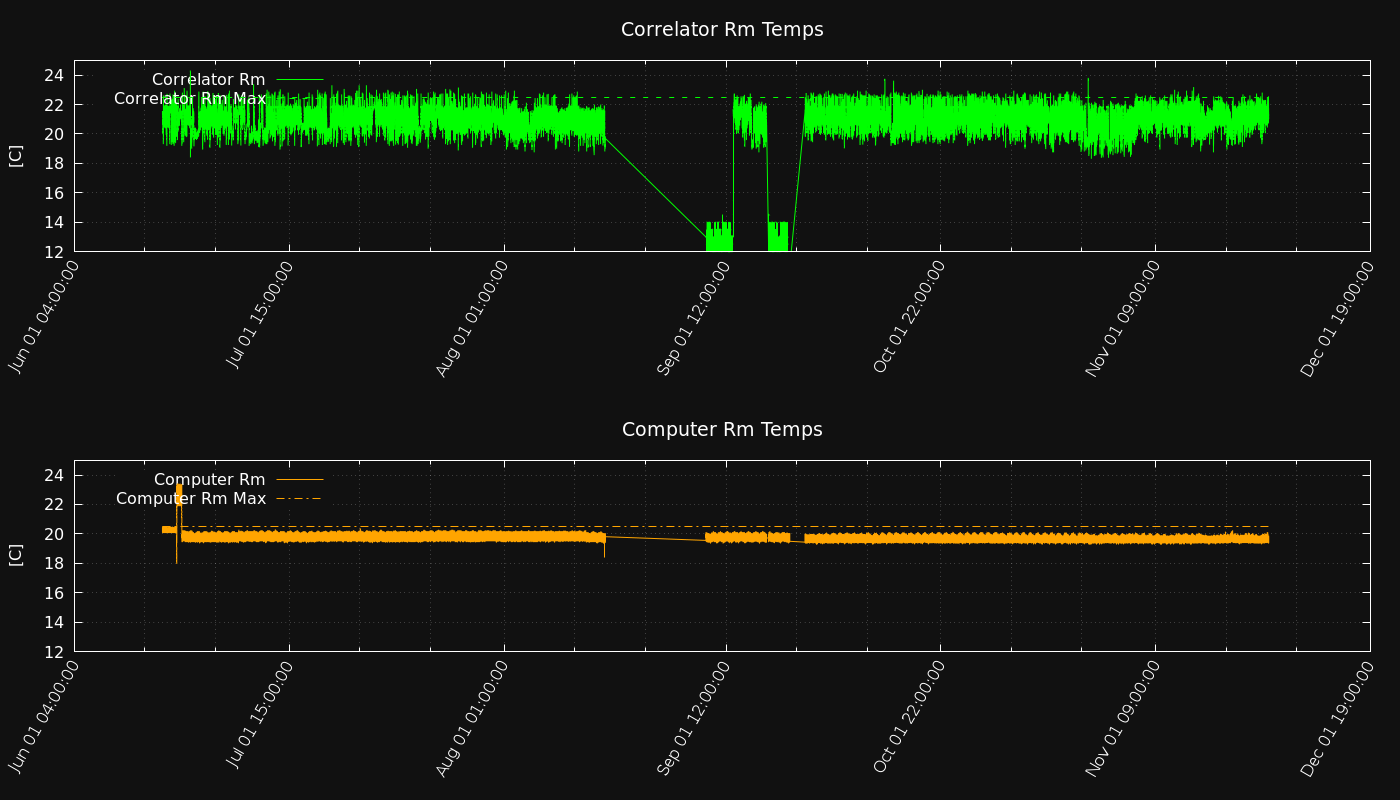 Correlator Rm Temps
Correlator Rm
Correlator Rm Max
[C]
24
22
20
18
16
14
12
Jun 01 04:00:00
Jul 01 15:00:00
Aug 01 01:00:00
Sep 01 12:00:00
Oct 01 22:00:00
Nov 01 09:00:00
Dec 01 19:00:00
Computer Rm Temps
Computer Rm
Computer Rm Max
[C]
24
22
20
18
16
14
12
Jun 01 04:00:00
Jul 01 15:00:00
Aug 01 01:00:00
Sep 01 12:00:00
Oct 01 22:00:00
Nov 01 09:00:00
Dec 01 19:00:00